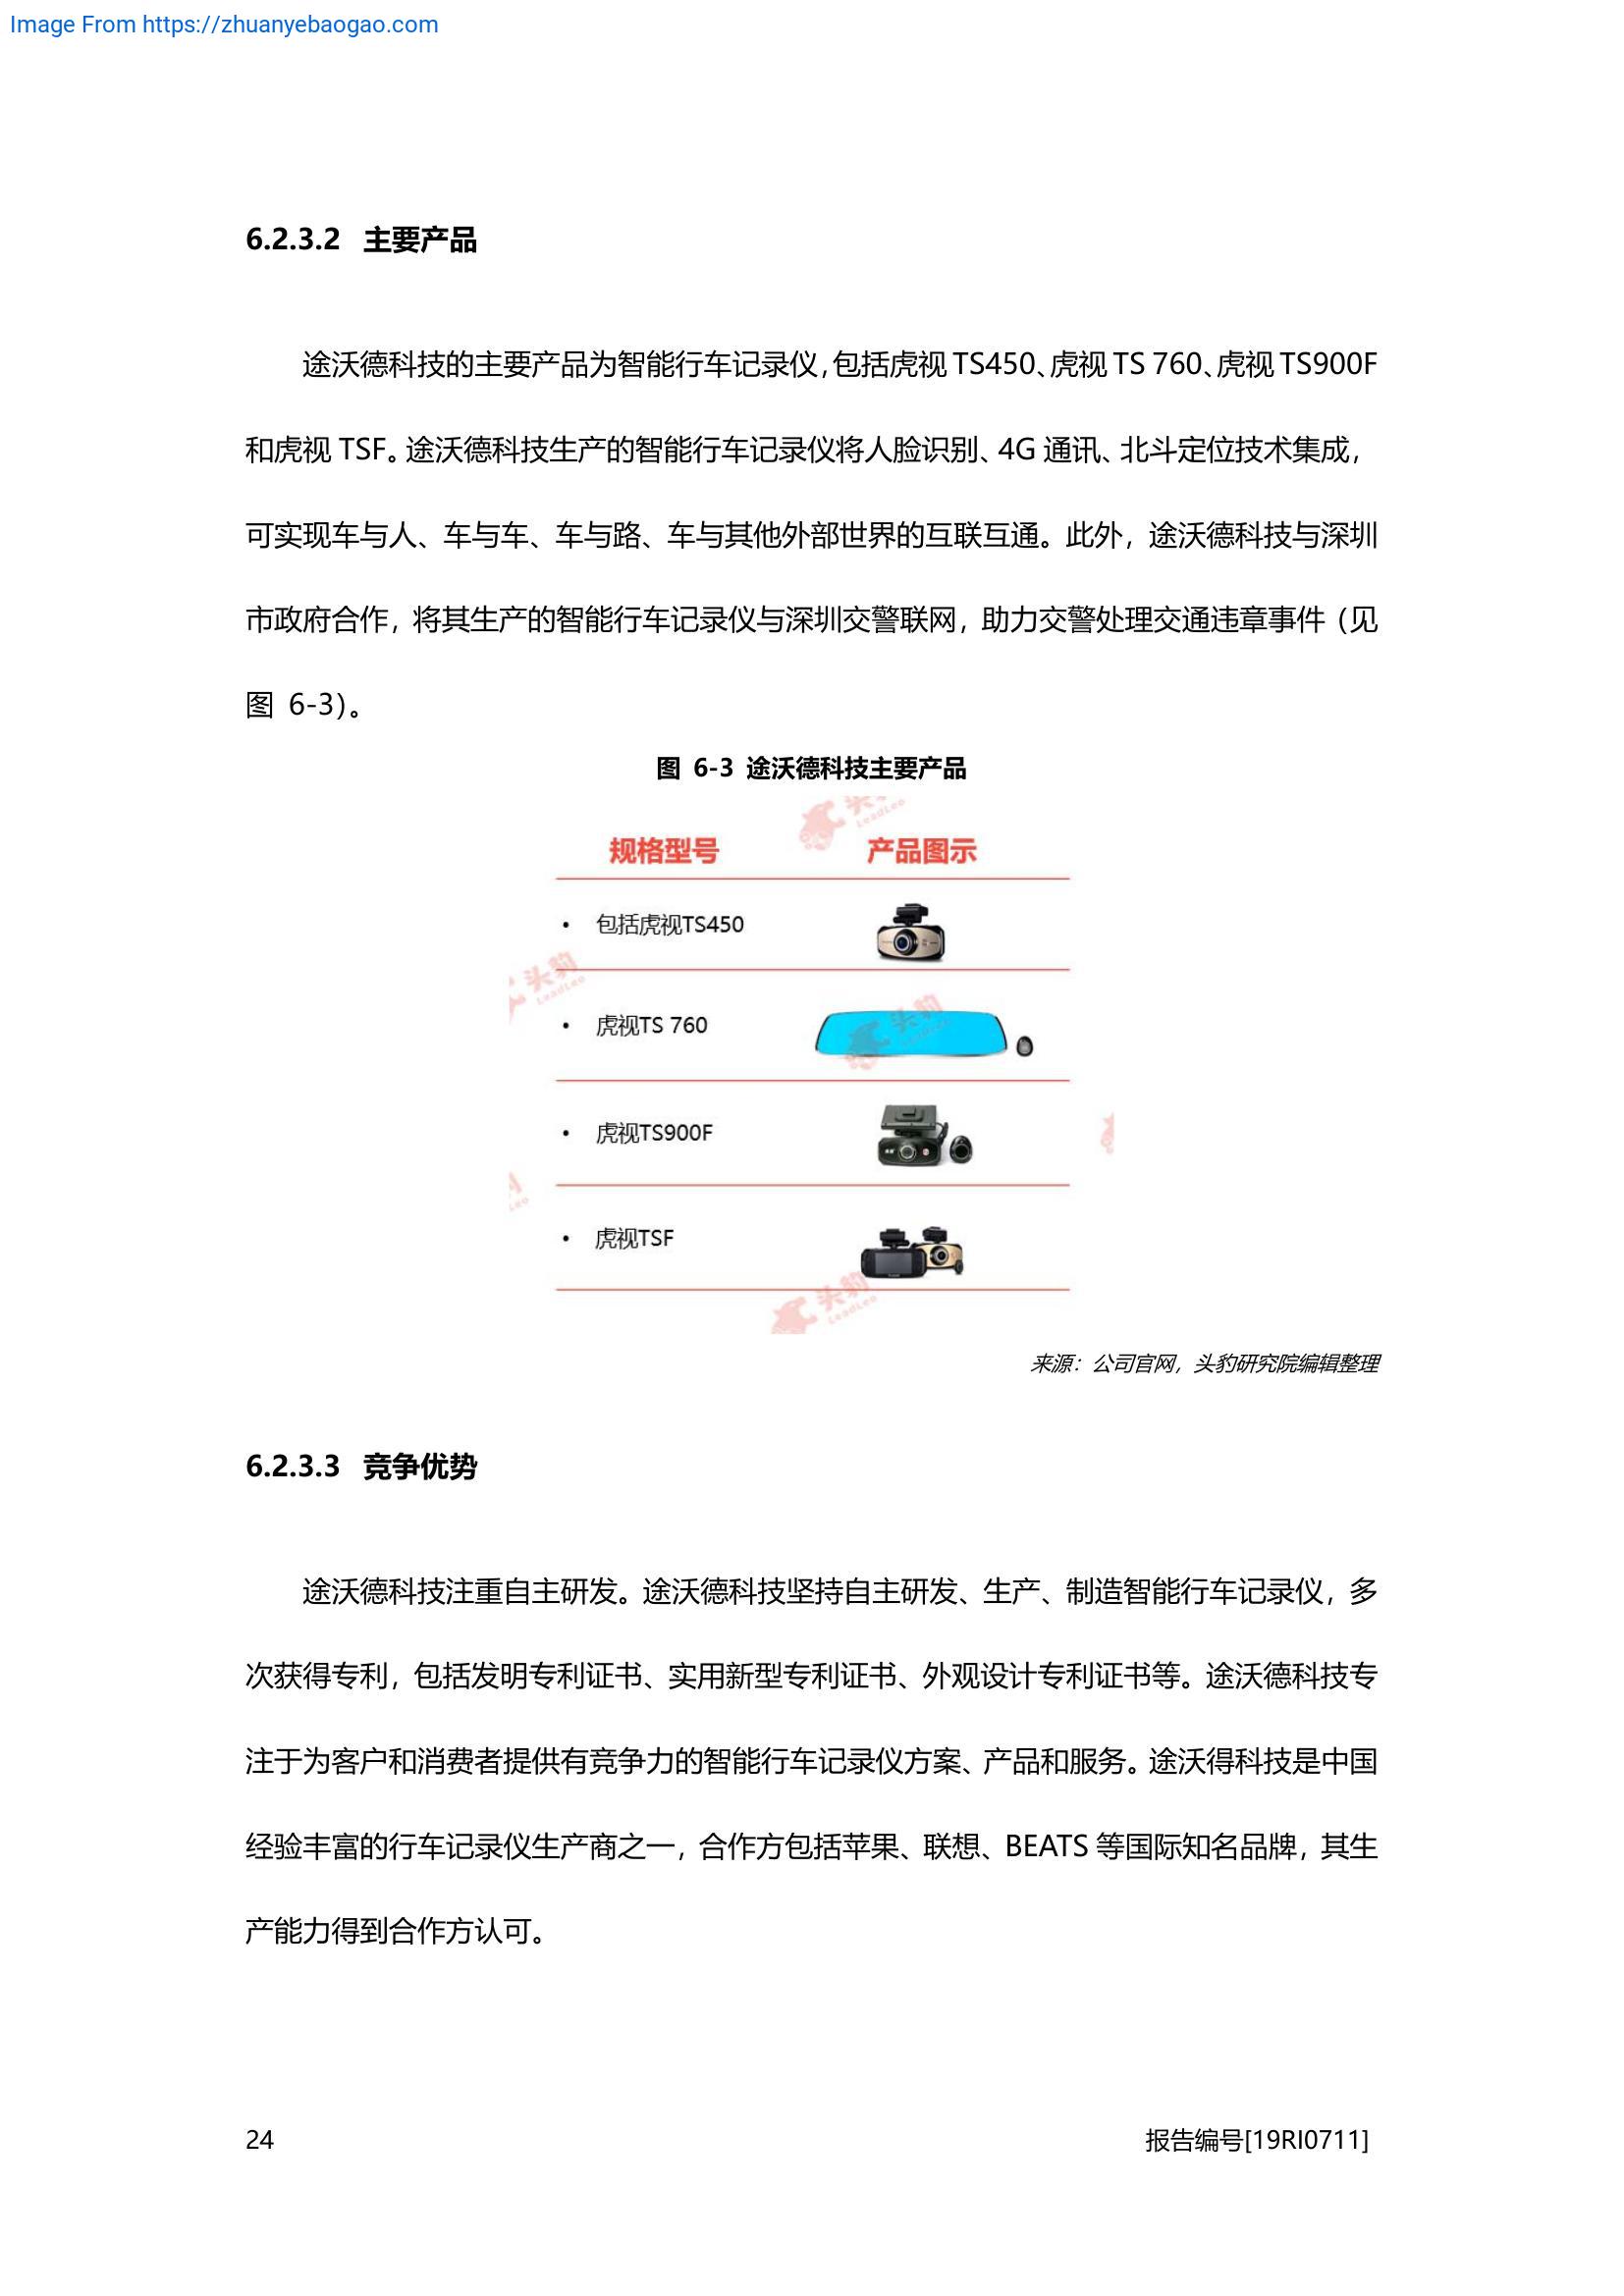 Image From https://zhuanyebaogao.com
6.2.3.2 主要产品
途沃德科技的主要产品为智能行车记录仪，包括虎视 TS450、虎视 TS 760、虎视 TS900F
和虎视 TSF。途沃德科技生产的智能行车记录仪将人脸识别、4G 通讯、北斗定位技术集成，
可实现车与人、车与车、车与路、车与其他外部世界的互联互通。此外，途沃德科技与深圳
市政府合作，将其生产的智能行车记录仪与深圳交警联网，助力交警处理交通违章事件（见
图 6-3）。
图 6-3 途沃德科技主要产品
头豹
LeadLeo
规格型号 产品图示
• 包括虎视TS450
头豹
LeadLeo
• 虎视TS 760
头豹
• 虎视TS900F
• 虎视TSF
头豹
LeadLeo
来源：公司官网，头豹研究院编辑整理
6.2.3.3 竞争优势
途沃德科技注重自主研发。途沃德科技坚持自主研发、生产、制造智能行车记录仪，多
次获得专利，包括发明专利证书、实用新型专利证书、外观设计专利证书等。途沃德科技专
注于为客户和消费者提供有竞争力的智能行车记录仪方案、产品和服务。途沃得科技是中国
经验丰富的行车记录仪生产商之一，合作方包括苹果、联想、BEATS 等国际知名品牌，其生
产能力得到合作方认可。
24 报告编号[19RI0711]